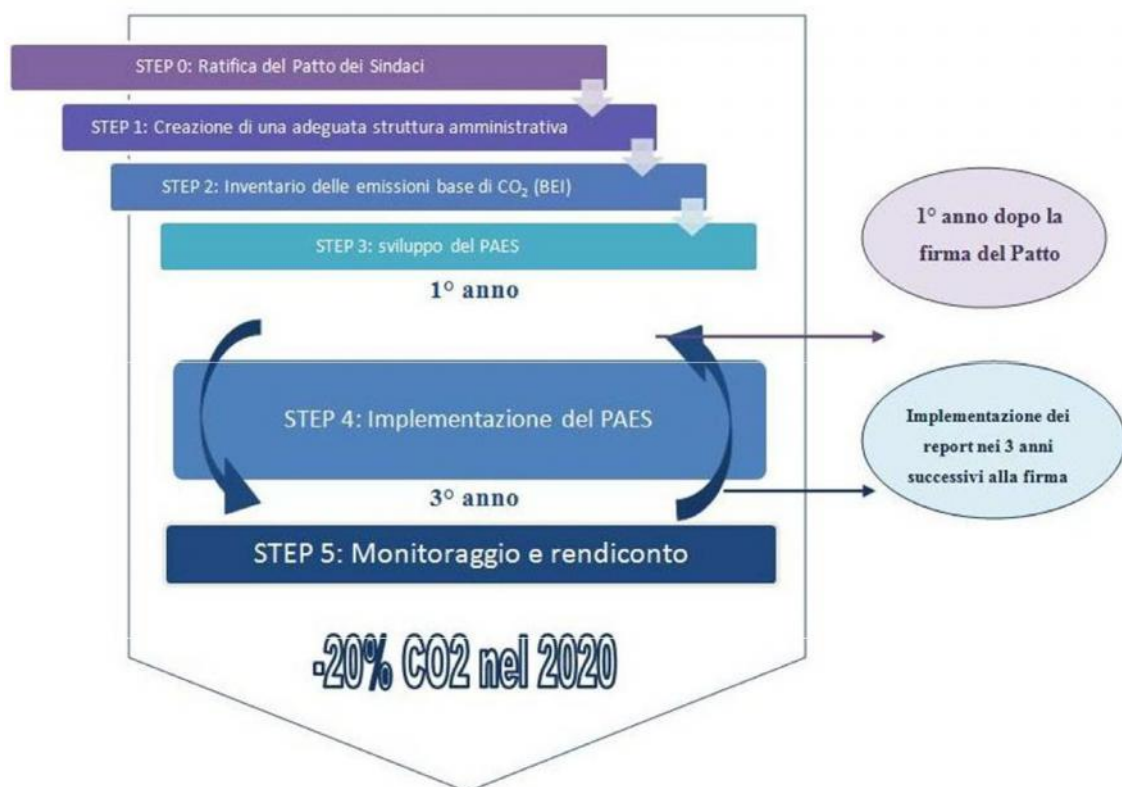 STEP 0: Ratifica del Patto dei Sindaci
STEP 1: Creazione di una adeguata struttura amministrativa
STEP 2: Inventario delle emissioni base di CO₂ (BEI)
STEP 3: sviluppo del PAES
1° anno
1° anno dopo la
firma del Patto
STEP 4: Implementazione del PAES
Implementazione dei
report nei 3 anni
successivi alla firma
3° anno
STEP 5: Monitoraggio e rendiconto
-20% CO2 nel 2020